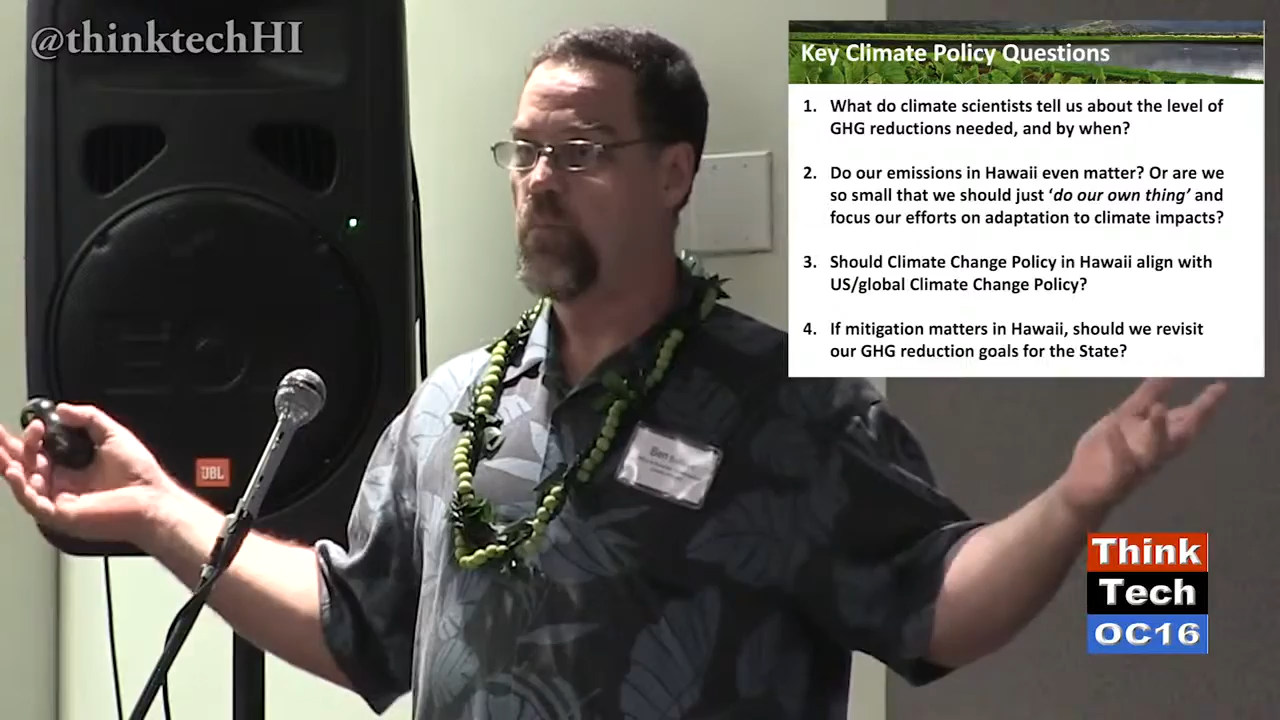 @thinktechHI
Key Climate Policy Questions
1. What do climate scientists tell us about the level of
GHG reductions needed, and by when?
2. Do our emissions in Hawaii even matter? Or are we
so small that we should just 'do our own thing' and
focus our efforts on adaptation to climate impacts?
3. Should Climate Change Policy in Hawaii align with
US/global Climate Change Policy?
4. If mitigation matters in Hawaii, should we revisit
our GHG reduction goals for the State?
Ben
JBL
Think
Tech
OC16